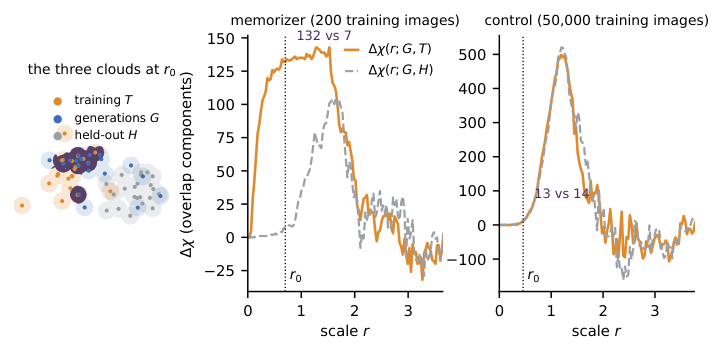 the three clouds at r₀
training T
generations G
held-out H
memorizer (200 training images)
132 vs 7
Δχ(r; G, T)
Δχ(r; G, H)
Δχ (overlap components)
150
125
100
75
50
25
0
−25
r₀
0 1 2 3
scale r
control (50,000 training images)
500
400
300
200
100
0
−100
13 vs 14
r₀
0 1 2 3
scale r